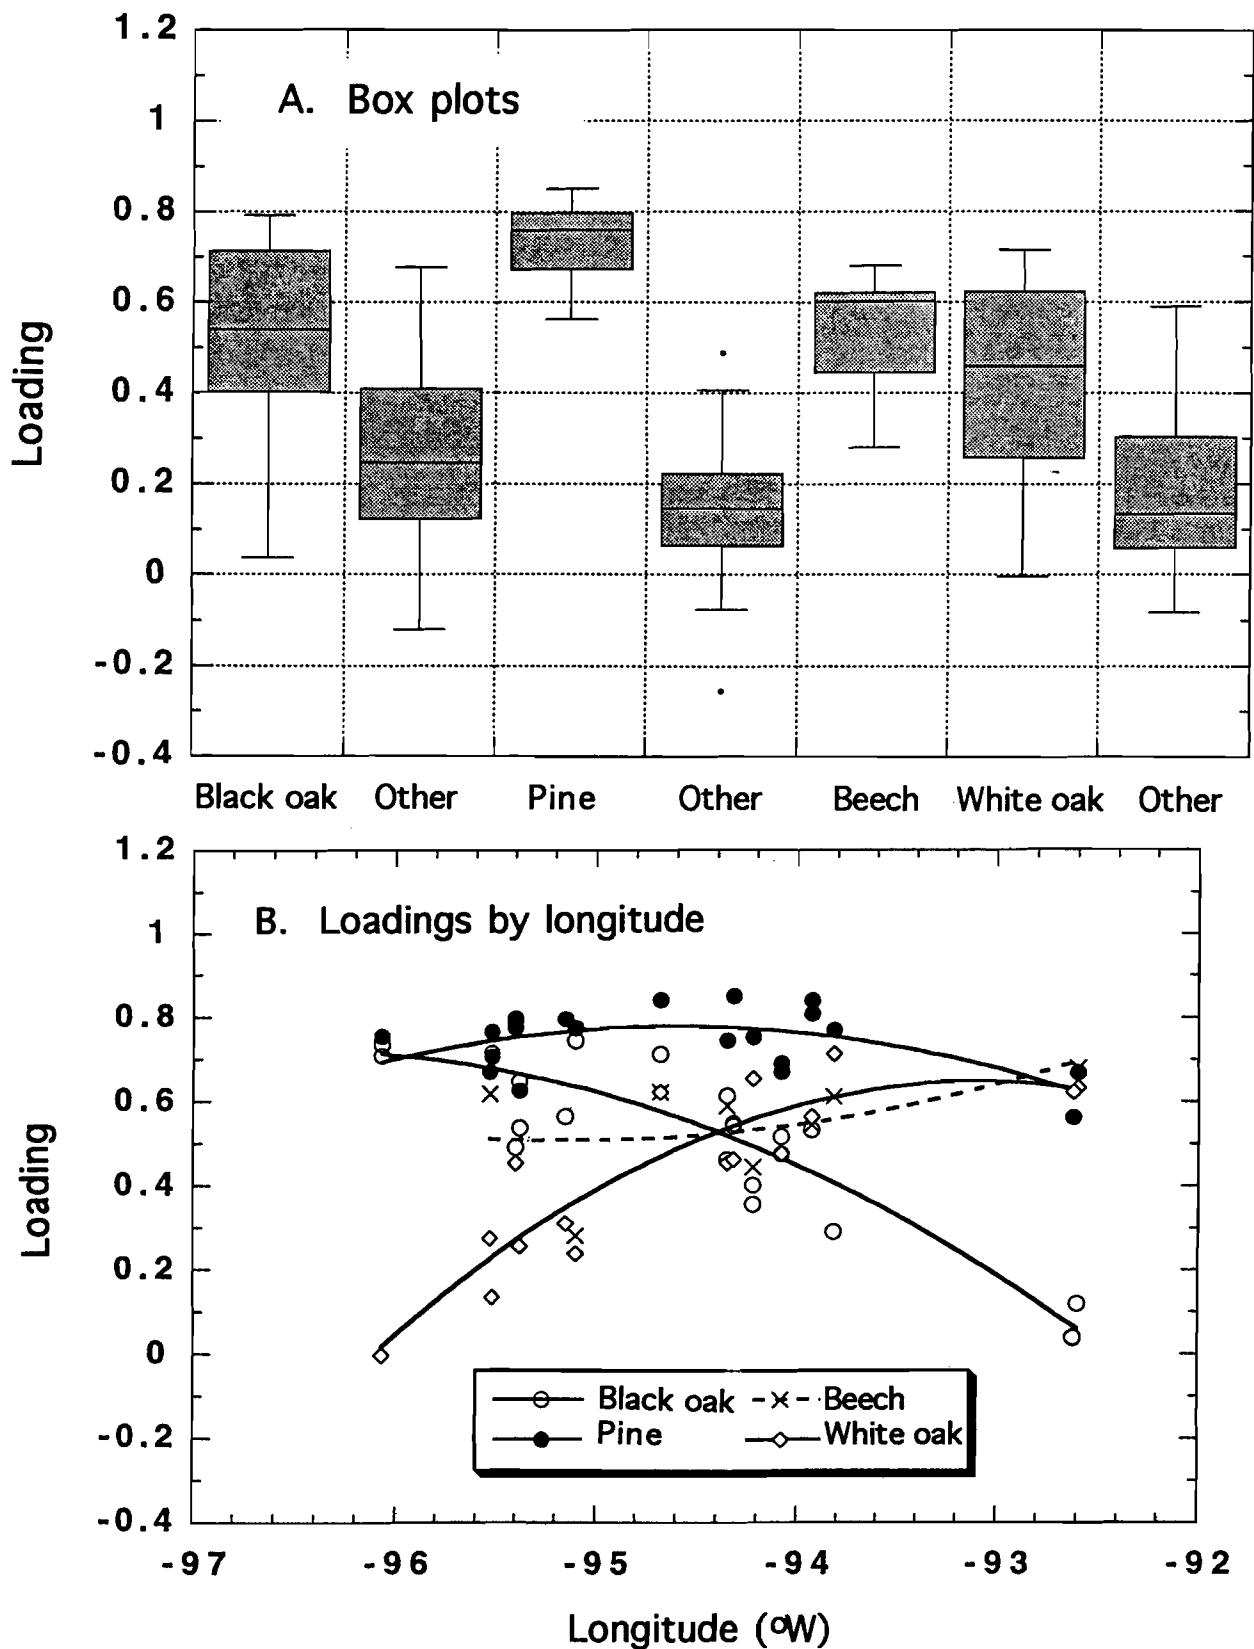 1.2
A. Box plots
1
0.8
0.6
0.4
0.2
0
-0.2
-0.4
Loading
Black oak Other Pine Other Beech White oak Other
1.2
B. Loadings by longitude
1
0.8
0.6
0.4
0.2
0
-0.2
-0.4
Loading
Black oak Beech
Pine White oak
-97 -96 -95 -94 -93 -92
Longitude (ºW)